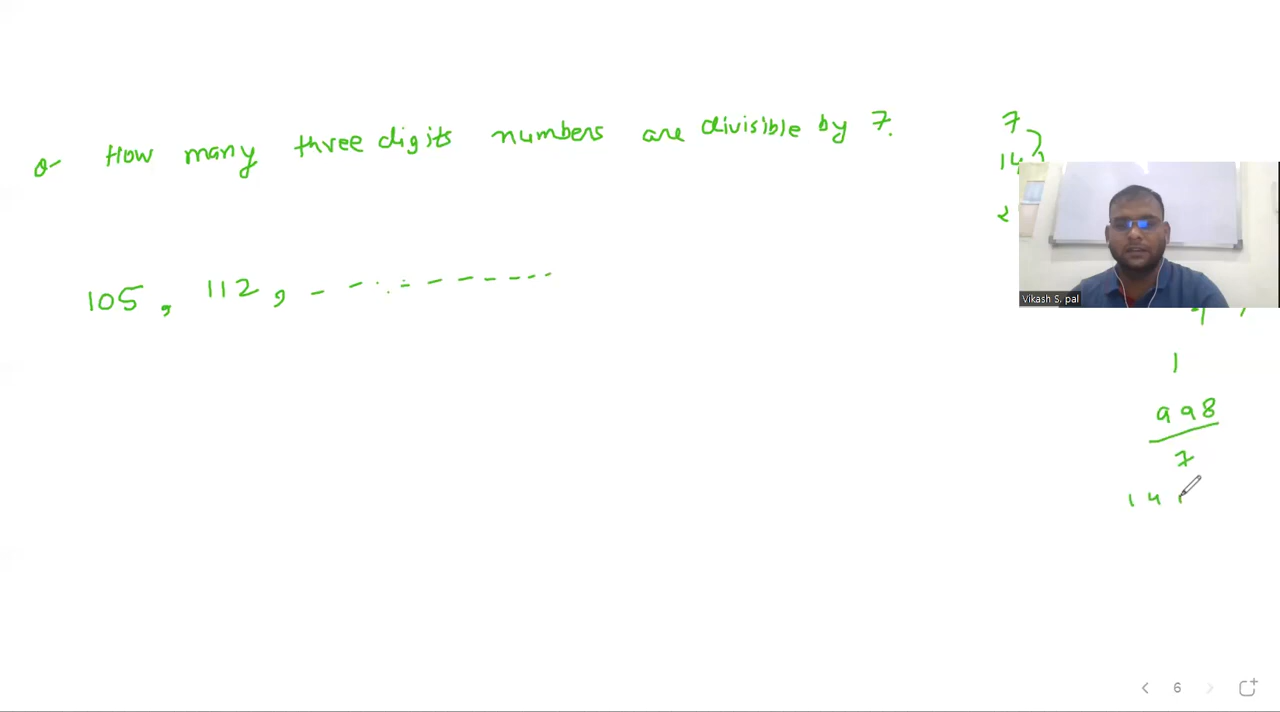 Q- How many three digits numbers are divisible by 7.
7
14
2
105, 112, - - - - - - - - -
Vikash S. pal
1
998
7
14
6